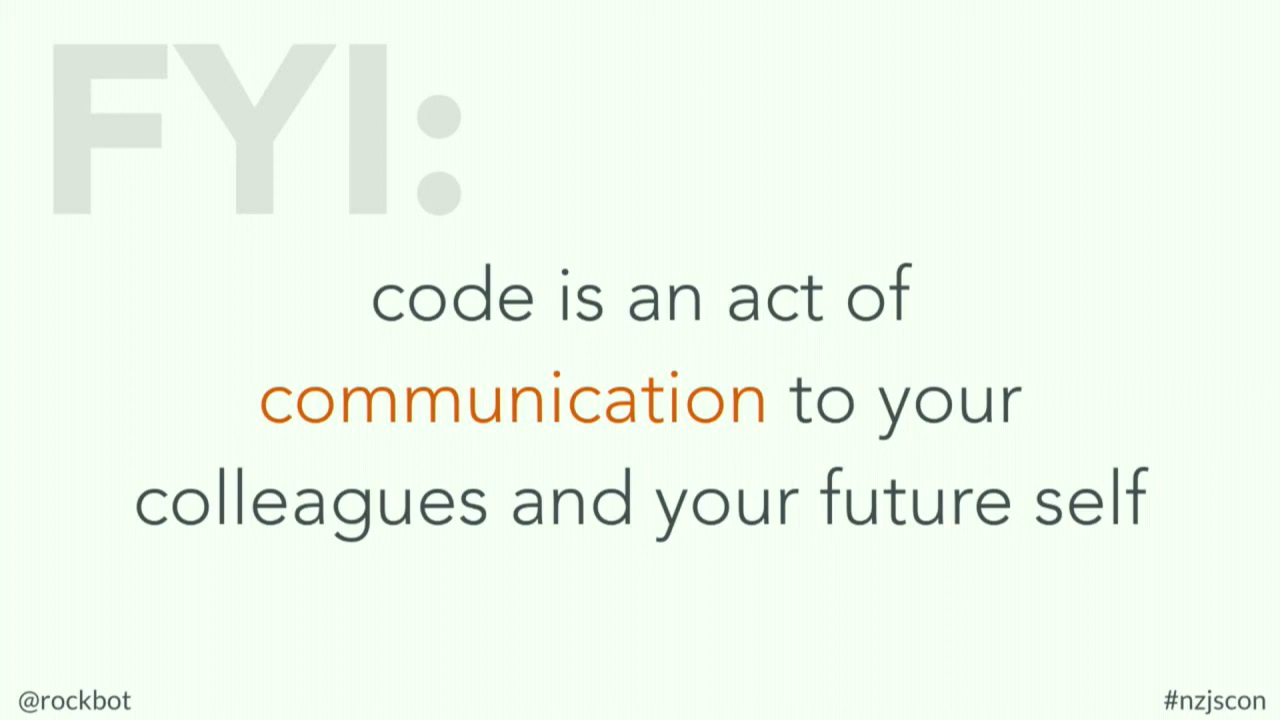 FYI:
code is an act of
communication to your
colleagues and your future self
@rockbot
#nzjscon